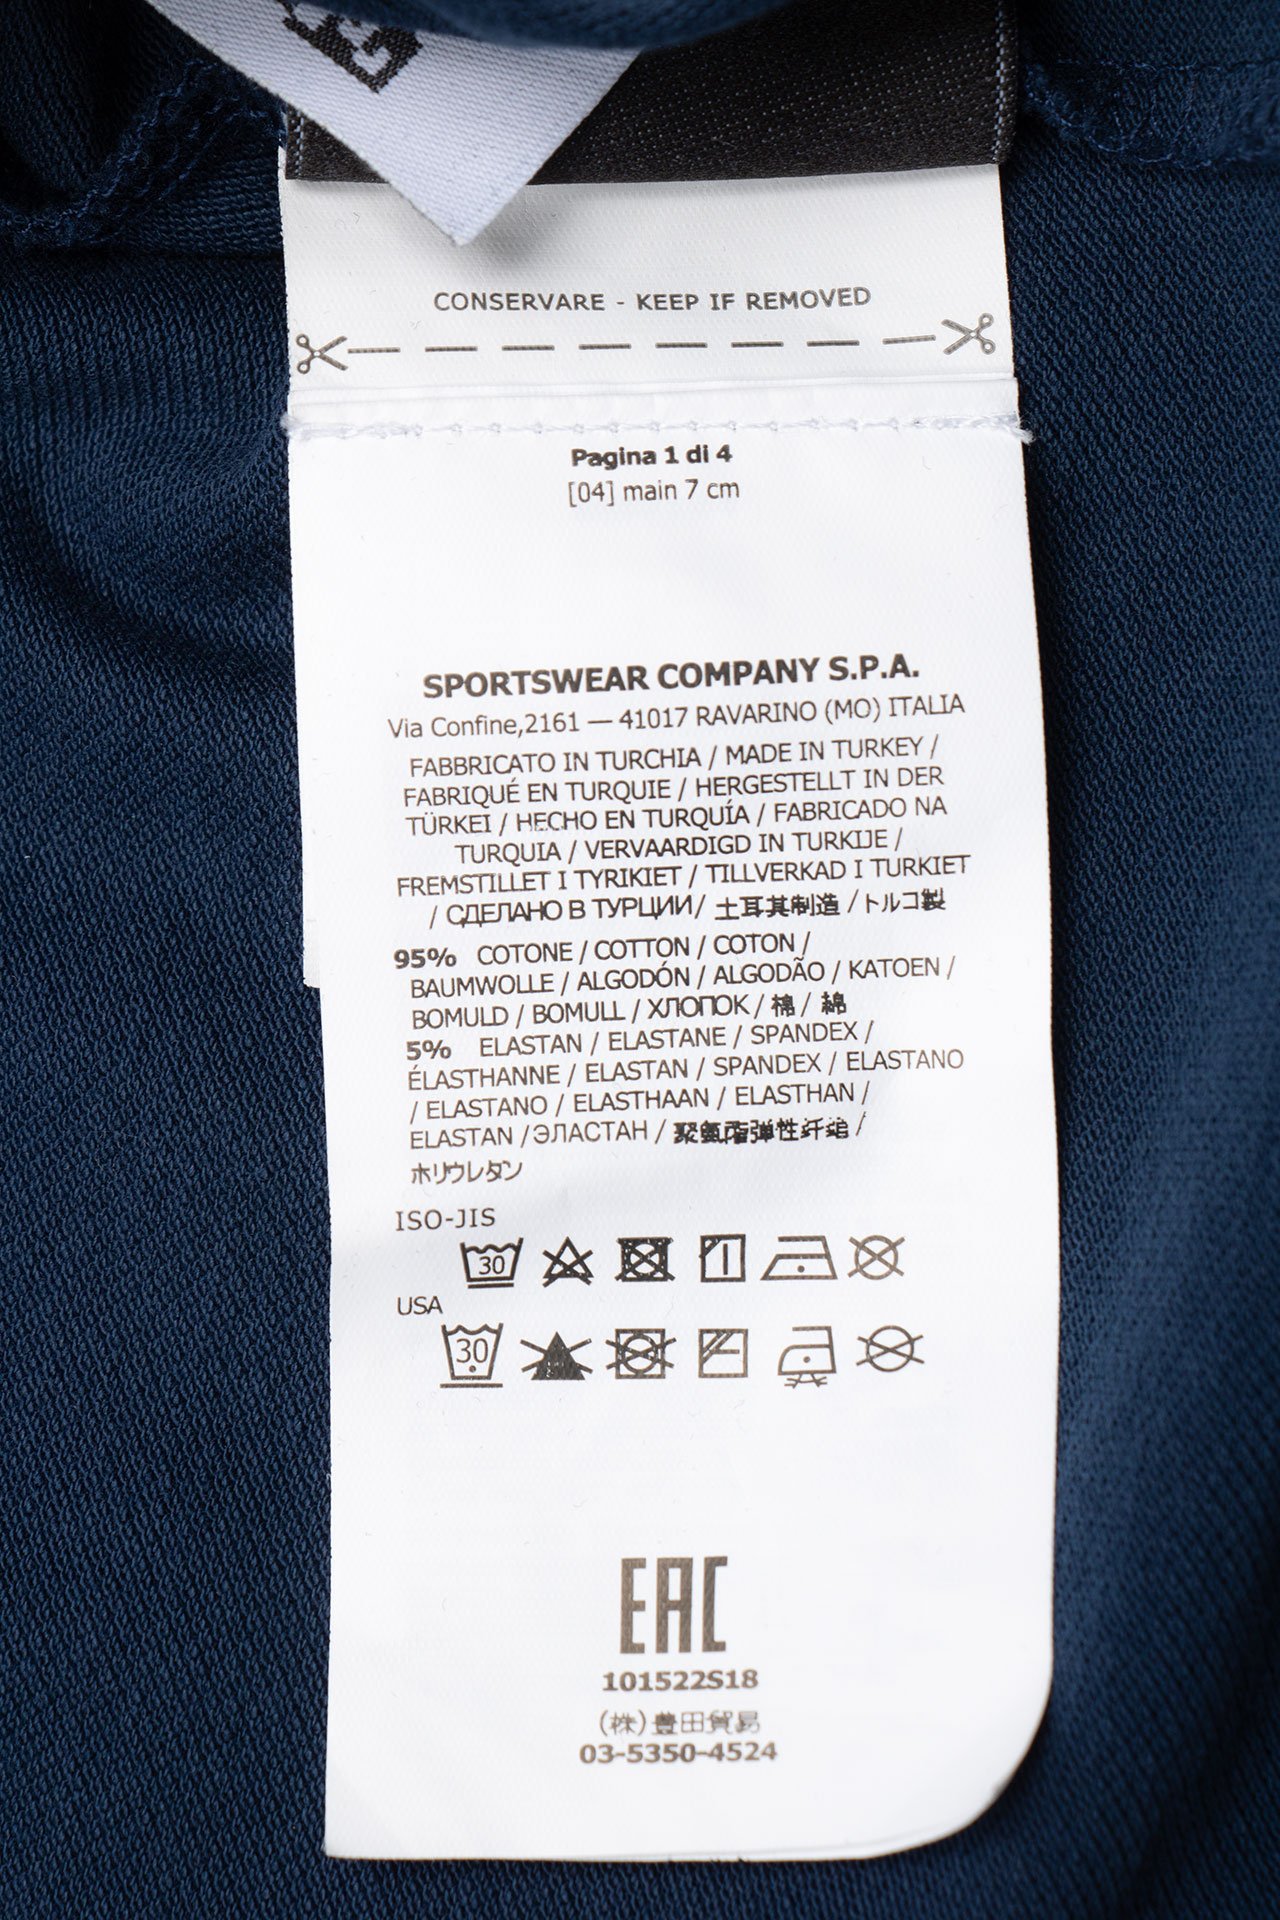 CONSERVARE - KEEP IF REMOVED
Pagina 1 di 4
[04] main 7 cm
SPORTSWEAR COMPANY S.P.A.
Via Confine,2161 — 41017 RAVARINO (MO) ITALIA
FABBRICATO IN TURCHIA / MADE IN TURKEY /
FABRIQUÉ EN TURQUIE / HERGESTELLT IN DER
TÜRKEI / HECHO EN TURQUÍA / FABRICADO NA
TURQUIA / VERVAARDIGD IN TURKIJE /
FREMSTILLET I TYRIKIET / TILLVERKAD I TURKIET
/ СДЕЛАНО В ТУРЦИИ / 土耳其制造 / トルコ製
95% COTONE / COTTON / COTON /
BAUMWOLLE / ALGODÓN / ALGODÃO / KATOEN /
BOMULD / BOMULL / ХЛОПОК / 棉 / 綿
5% ELASTAN / ELASTANE / SPANDEX /
ÉLASTHANNE / ELASTAN / SPANDEX / ELASTANO
/ ELASTANO / ELASTHAAN / ELASTHAN /
ELASTAN / ЭЛАСТАН / 聚氨酯弹性纤维 /
ポリウレタン
ISO-JIS
30
USA
30
EAC
101522S18
(株)豊田貿易
03-5350-4524